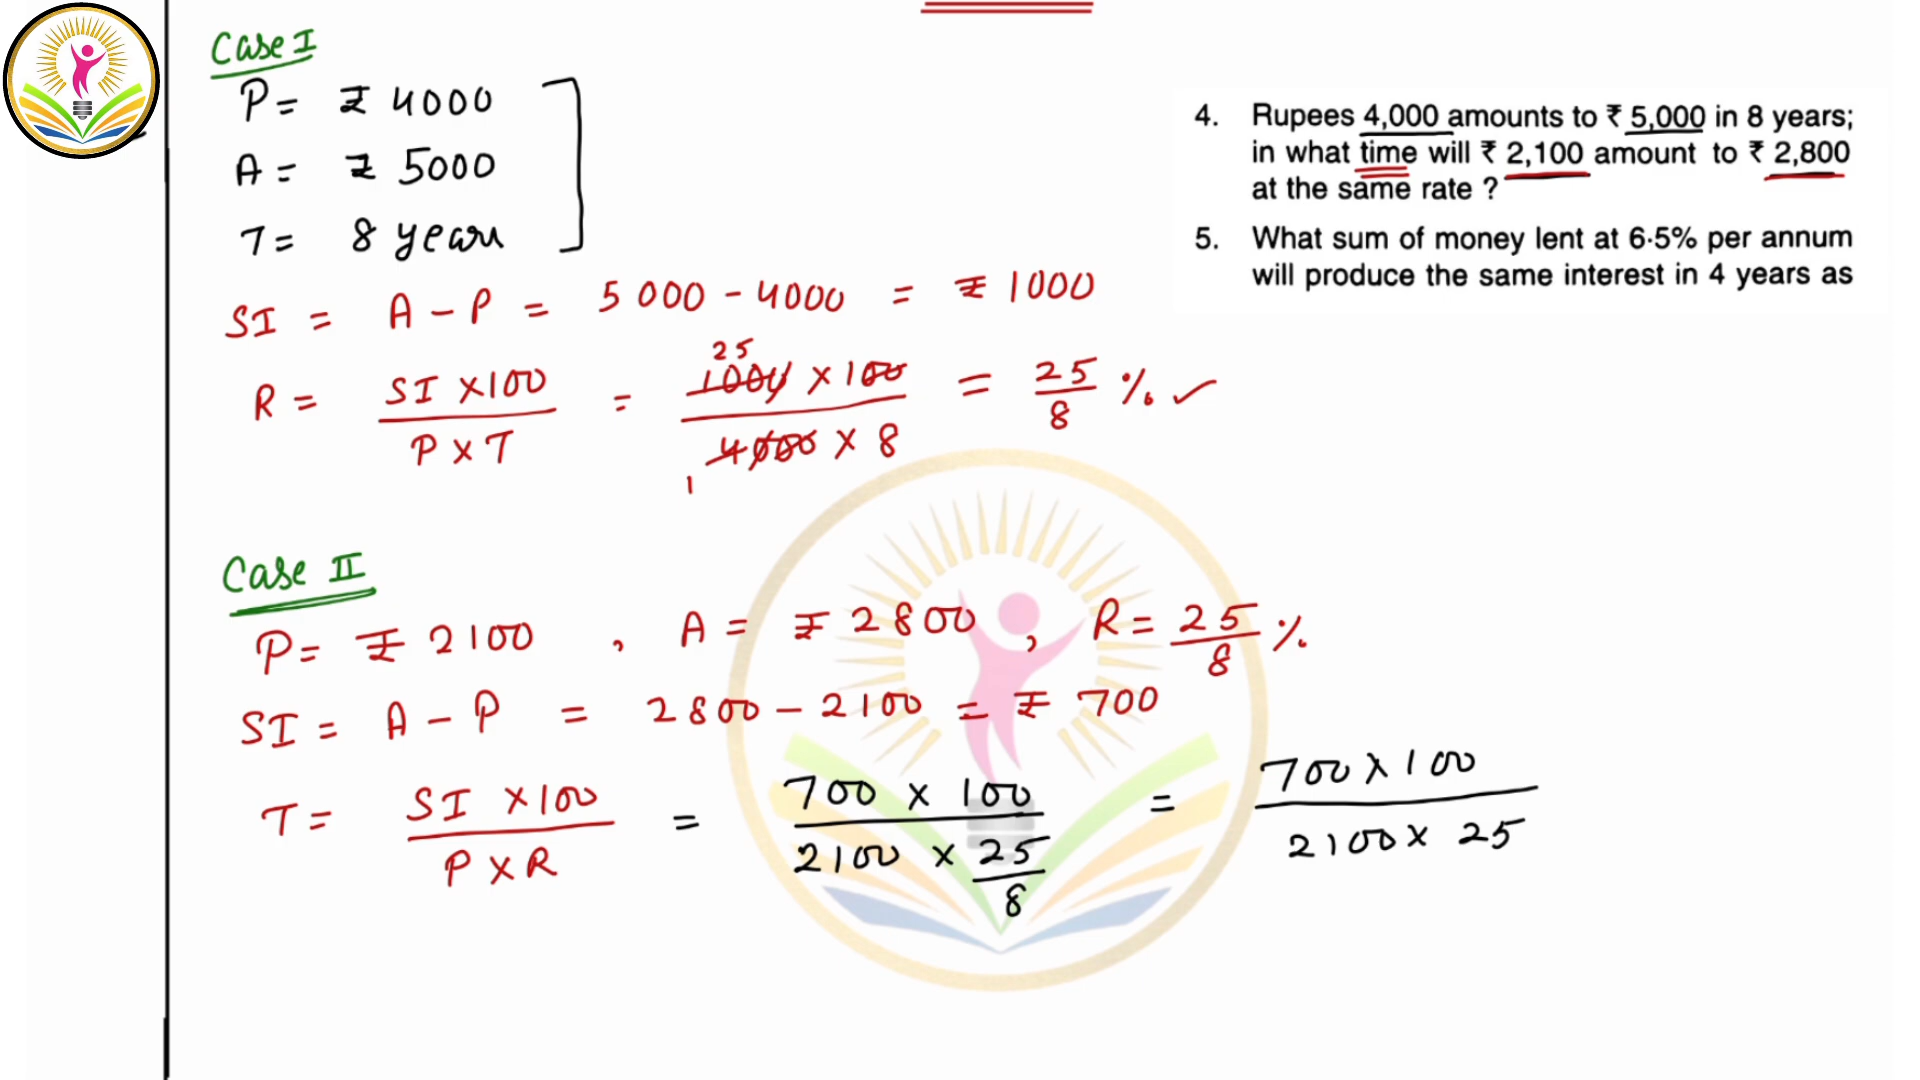 Case I
P = ₹ 4000
A = ₹ 5000
T = 8 years
SI = A - P = 5000 - 4000 = ₹ 1000
R = SI × 100 / P × T = 25 1000 × 100 / 1 4000 × 8 = 25/8 % ✓
Case II
P = ₹ 2100 , A = ₹ 2800 , R = 25/8 %
SI = A - P = 2800 - 2100 = ₹ 700
T = SI × 100 / P × R = 700 × 100 / 2100 × 25/8 = 700 × 100 / 2100 × 25
4. Rupees 4,000 amounts to ₹ 5,000 in 8 years;
in what time will ₹ 2,100 amount to ₹ 2,800
at the same rate ?
5. What sum of money lent at 6·5% per annum
will produce the same interest in 4 years as